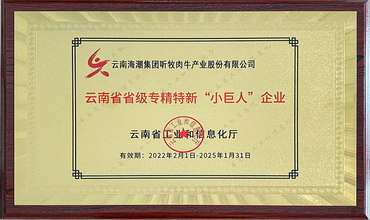 云南海潮集团听牧肉牛产业股份有限公司
云南省省级专精特新“小巨人”企业
云南省工业和信息化厅
有效期：2022年2月1日-2025年1月31日